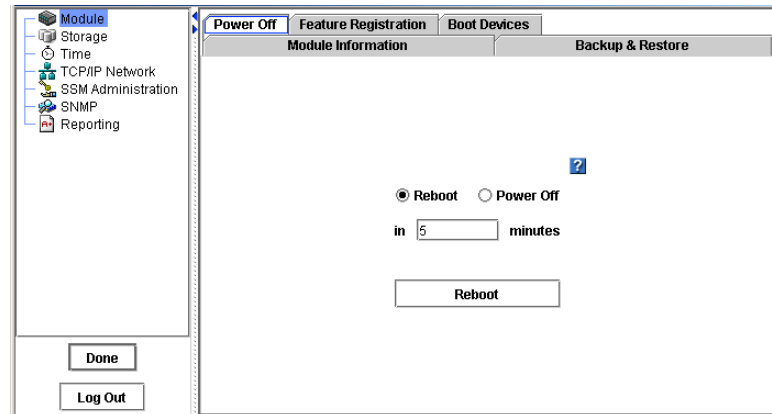 Module
Storage
Time
TCP/IP Network
SSM Administration
SNMP
Reporting
Done
Log Out
Power Off Feature Registration Boot Devices
Module Information Backup & Restore
?
Reboot Power Off
in 5 minutes
Reboot